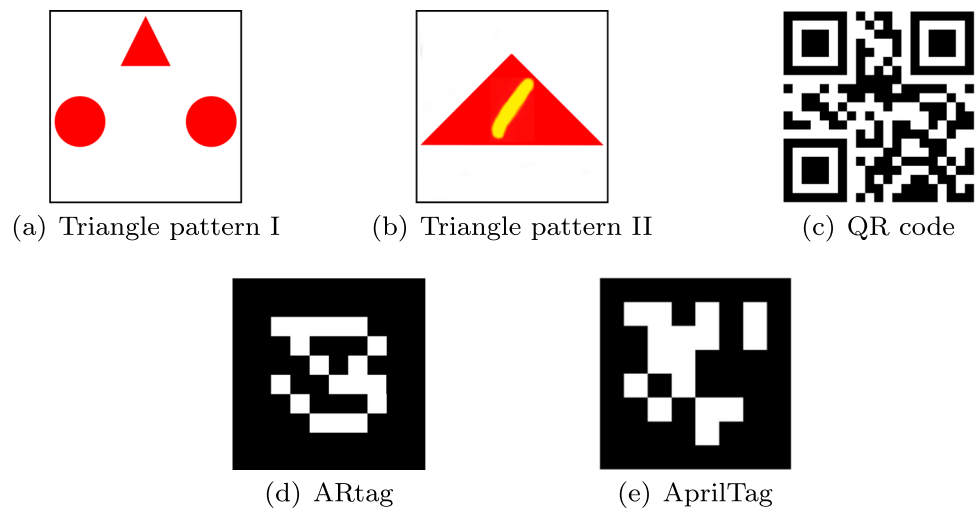 (a) Triangle pattern I
(b) Triangle pattern II
(c) QR code
(d) ARtag
(e) AprilTag